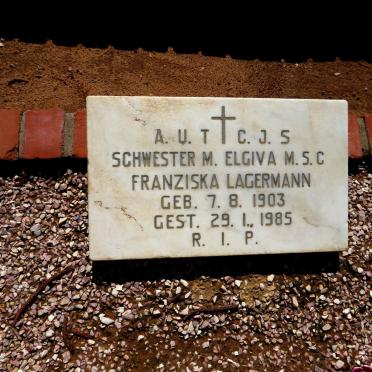 A. U. T. C. J. S
SCHWESTER M. ELGIVA M.S.C
FRANZISKA LAGERMANN
GEB. 7. 8. 1903
GEST. 29. 1., 1985
R. I. P.